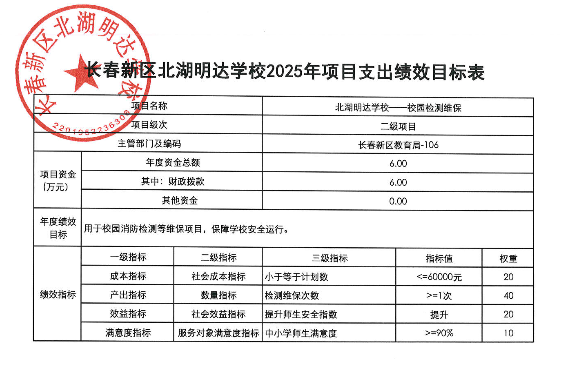 长春新区北湖明达学校
2201962236308
长春新区北湖明达学校2025年项目支出绩效目标表
项目名称 北湖明达学校——校园检测维保
项目级次 二级项目
主管部门及编码 长春新区教育局-106
项目资金(万元) 年度资金总额 6.00
其中: 财政拨款 6.00
其他资金 0.00
年度绩效目标 用于校园消防检测等维保项目，保障学校安全运行。
绩效指标 一级指标 二级指标 三级指标 指标值 权重
成本指标 社会成本指标 小于等于计划数 <=60000元 20
产出指标 数量指标 检测维保次数 >=1次 40
效益指标 社会效益指标 提升师生安全指数 提升 20
满意度指标 服务对象满意度指标 中小学师生满意度 >=90% 10